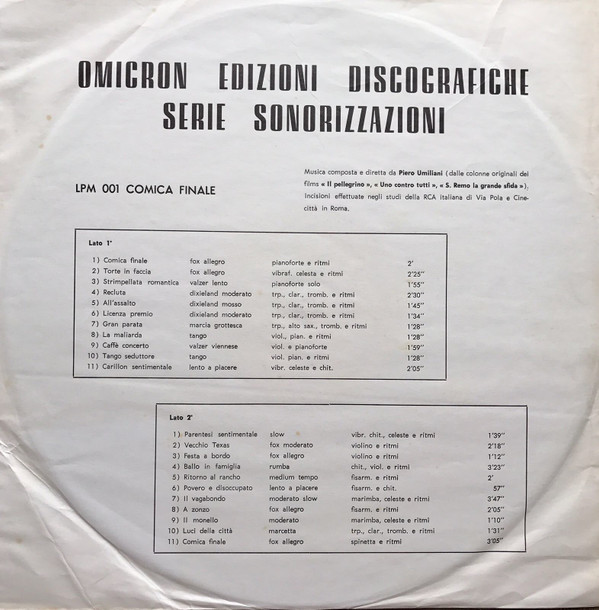 OMICRON EDIZIONI DISCOGRAFICHE
SERIE SONORIZZAZIONI
LPM 001 COMICA FINALE
Musica composta e diretta da Piero Umiliani (dalle colonne originali dei
films « Il pellegrino », « Uno contro tutti », « S. Remo la grande sfida »).
Incisioni effettuate negli studi della RCA Italiana di Via Pola e Cine-
città in Roma.
Lato 1°
1) Comica finale fox allegro pianoforte e ritmi 2'
2) Torte in faccia fox allegro vibraf. celesta e ritmi 2'25"
3) Strimpellata romantica valzer lento pianoforte solo 1'55"
4) Recluta dixieland moderato trp., clar., tromb. e ritmi 2'30"
5) All'assalto dixieland mosso trp., clar., tromb. e ritmi 1'45"
6) Licenza premio dixieland moderato trp., clar., tromb. e ritmi 1'34"
7) Gran parata marcia grottesca trp., alto sax., tromb. e ritmi 1'28"
8) La maliarda tango viol., pian. e ritmi 1'28"
9) Caffè concerto valzer viennese viol. e pianoforte 1'59"
10) Tango seduttore tango viol. pian. e ritmi 1'28"
11) Carillon sentimentale lento a piacere vibr. celeste e chit. 2'05"
Lato 2°
1) Parentesi sentimentale slow vibr. chit., celeste e ritmi 1'39"
2) Vecchio Texas fox moderato violino e ritmi 2'18"
3) Festa a bordo fox allegro violino e ritmi 1'12"
4) Ballo in famiglia rumba chit., viol. e ritmi 3'23"
5) Ritorno al rancho medium tempo fisarm. e ritmi 2'
6) Povero e disoccupato lento a piacere fisarm. e chit. 57"
7) Il vagabondo moderato slow marimba, celeste e ritmi 3'47"
8) A zonzo fox allegro fisarm. e ritmi 2'05"
9) Il monello moderato marimba, celeste e ritmi 1'10"
10) Luci della città marcetta trp., clar., tromb. e ritmi 1'31"
11) Comica finale fox allegro spinetta e ritmi 3'05"